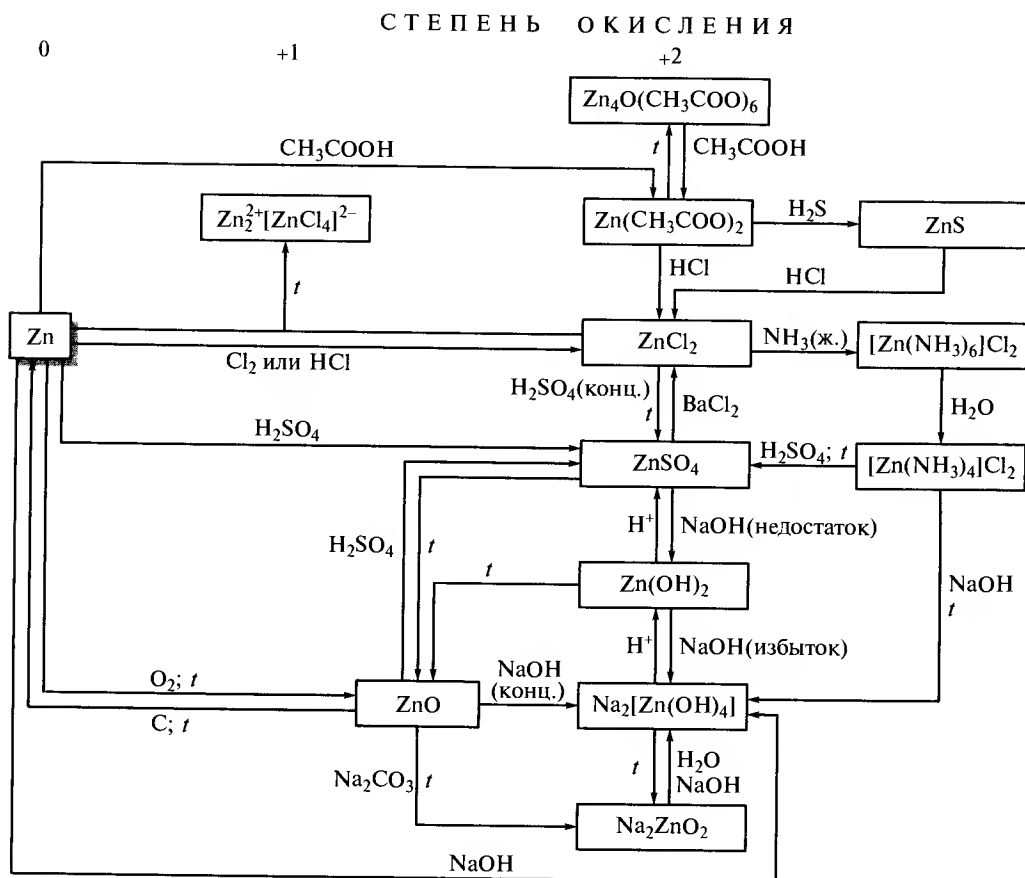 СТЕПЕНЬ ОКИСЛЕНИЯ
0 +1 +2
Zn₄O(CH₃COO)₆
CH₃COOH
t
CH₃COOH
Zn₂²⁺[ZnCl₄]²⁻
Zn(CH₃COO)₂
H₂S
ZnS
t
HCl
HCl
Zn
ZnCl₂
NH₃(ж.)
[Zn(NH₃)₆]Cl₂
Cl₂ или HCl
H₂SO₄(конц.)
t
BaCl₂
H₂O
H₂SO₄
ZnSO₄
H₂SO₄; t
[Zn(NH₃)₄]Cl₂
H₂SO₄
t
H⁺
NaOH(недостаток)
t
Zn(OH)₂
NaOH
t
H⁺
NaOH(избыток)
O₂; t
ZnO
NaOH
(конц.)
Na₂[Zn(OH)₄]
C; t
Na₂CO₃
t
t
H₂O
NaOH
Na₂ZnO₂
NaOH